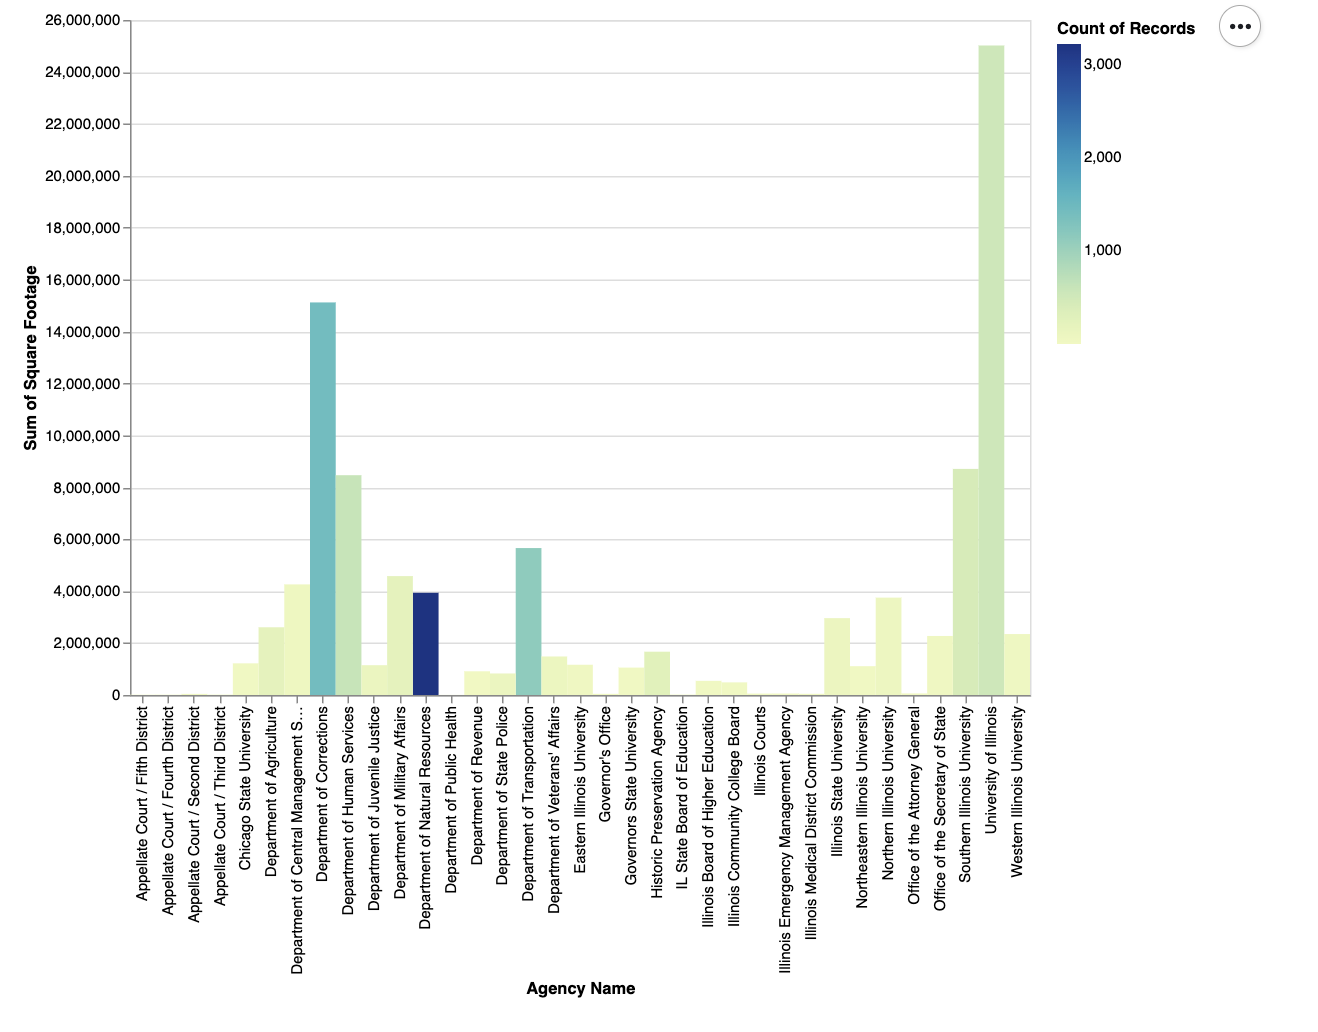 Count of Records
3,000
2,000
1,000
Sum of Square Footage
26,000,000
24,000,000
22,000,000
20,000,000
18,000,000
16,000,000
14,000,000
12,000,000
10,000,000
8,000,000
6,000,000
4,000,000
2,000,000
0
Appellate Court / Fifth District
Appellate Court / Fourth District
Appellate Court / Second District
Appellate Court / Third District
Chicago State University
Department of Agriculture
Department of Central Management S…
Department of Corrections
Department of Human Services
Department of Juvenile Justice
Department of Military Affairs
Department of Natural Resources
Department of Public Health
Department of Revenue
Department of State Police
Department of Transportation
Department of Veterans' Affairs
Eastern Illinois University
Governor's Office
Governors State University
Historic Preservation Agency
IL State Board of Education
Illinois Board of Higher Education
Illinois Community College Board
Illinois Courts
Illinois Emergency Management Agency
Illinois Medical District Commission
Illinois State University
Northeastern Illinois University
Northern Illinois University
Office of the Attorney General
Office of the Secretary of State
Southern Illinois University
University of Illinois
Western Illinois University
Agency Name